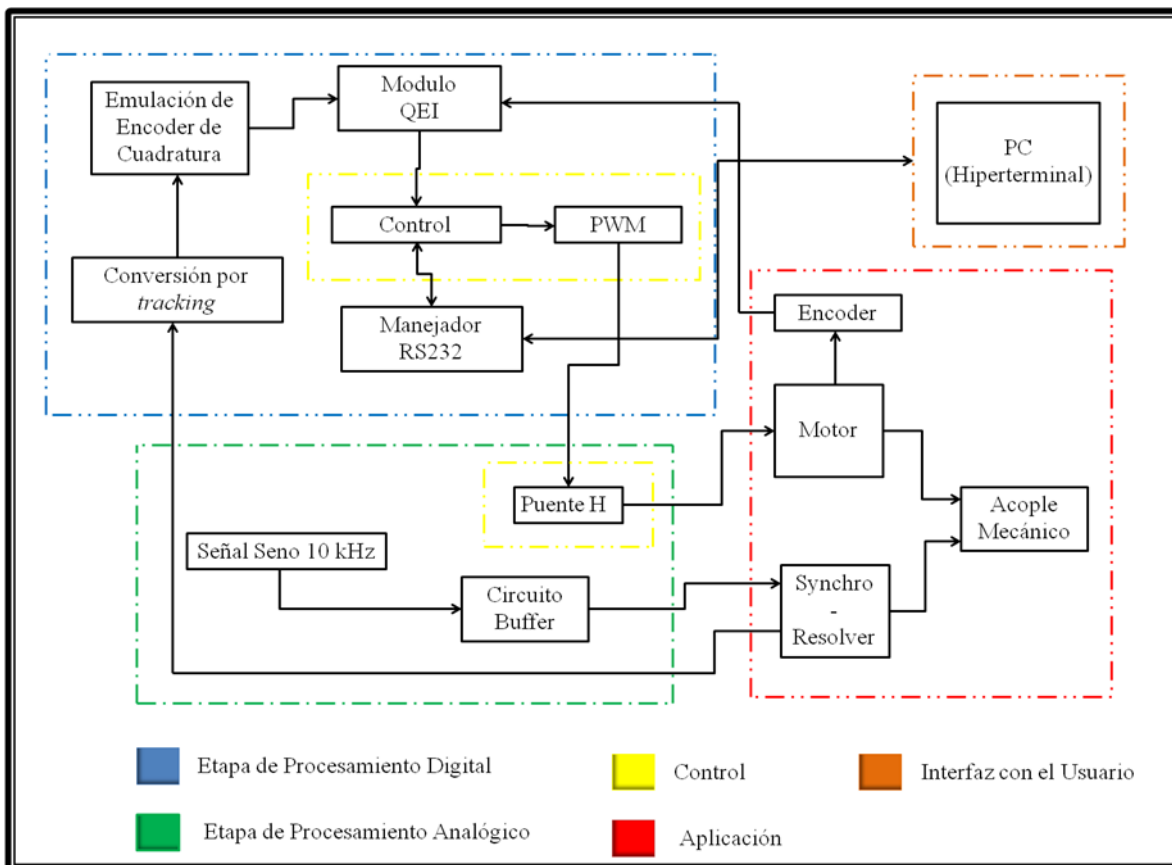 Emulación de
Encoder de
Cuadratura
Modulo
QEI
PC
(Hiperterminal)
Control
PWM
Conversión por
tracking
Manejador
RS232
Encoder
Motor
Puente H
Acople
Mecánico
Señal Seno 10 kHz
Circuito
Buffer
Synchro
-
Resolver
Etapa de Procesamiento Digital
Control
Interfaz con el Usuario
Etapa de Procesamiento Analógico
Aplicación